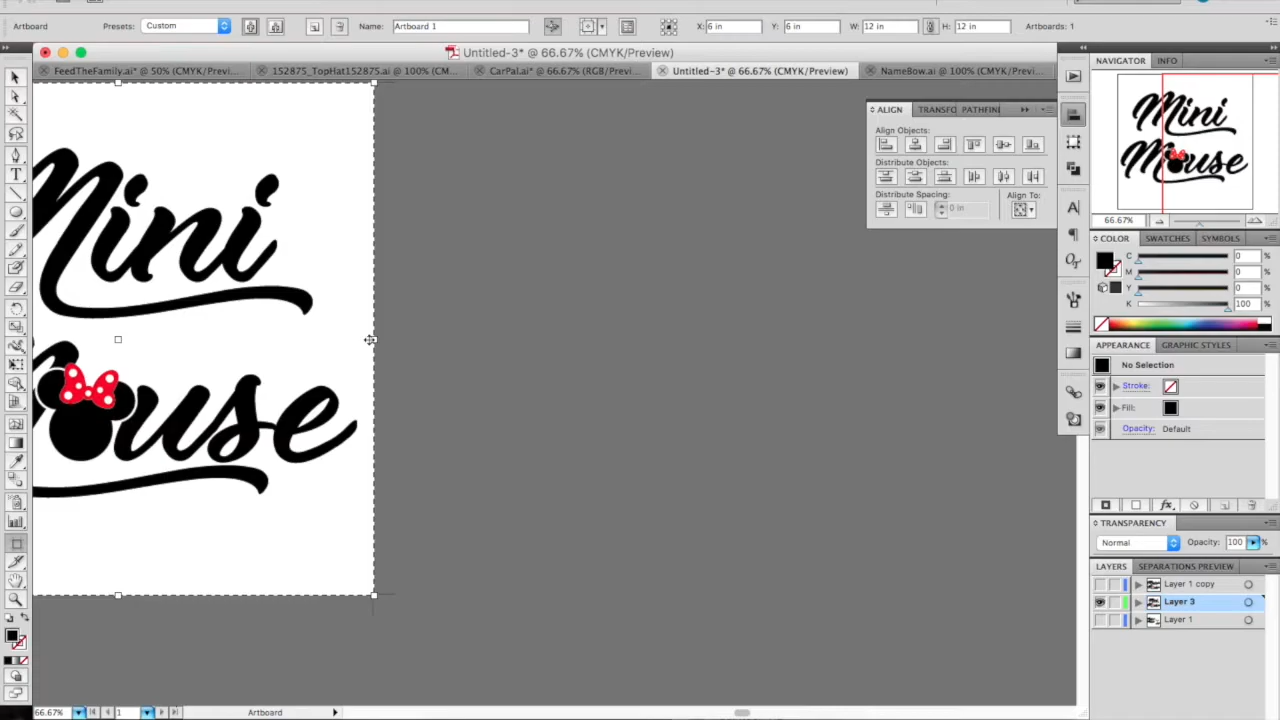 Artboard Presets: Custom Name: Artboard 1 X: 6 in Y: 6 in W: 12 in H: 12 in Artboards: 1
Untitled-3* @ 66.67% (CMYK/Preview)
FeedTheFamily.ai* @ 50% (CMYK/Previ... 152875_TopHat152875.ai @ 100% (CM... CarPal.ai* @ 66.67% (RGB/Previ... Untitled-3* @ 66.67% (CMYK/Preview) NameBow.ai @ 100% (CMYK/Previ...
NAVIGATOR INFO
Mini
Mouse
66.67%
ALIGN TRANSFO PATHFIN
Align Objects:
Distribute Objects:
Distribute Spacing: Align To:
0 in
Mini
Mouse
COLOR SWATCHES SYMBOLS
C 0 %
M 0 %
Y 0 %
K 100 %
APPEARANCE GRAPHIC STYLES
No Selection
Stroke:
Fill:
Opacity: Default
TRANSPARENCY
Normal Opacity: 100 %
LAYERS SEPARATIONS PREVIEW
Layer 1 copy
Layer 3
Layer 1
66.67% 1 Artboard